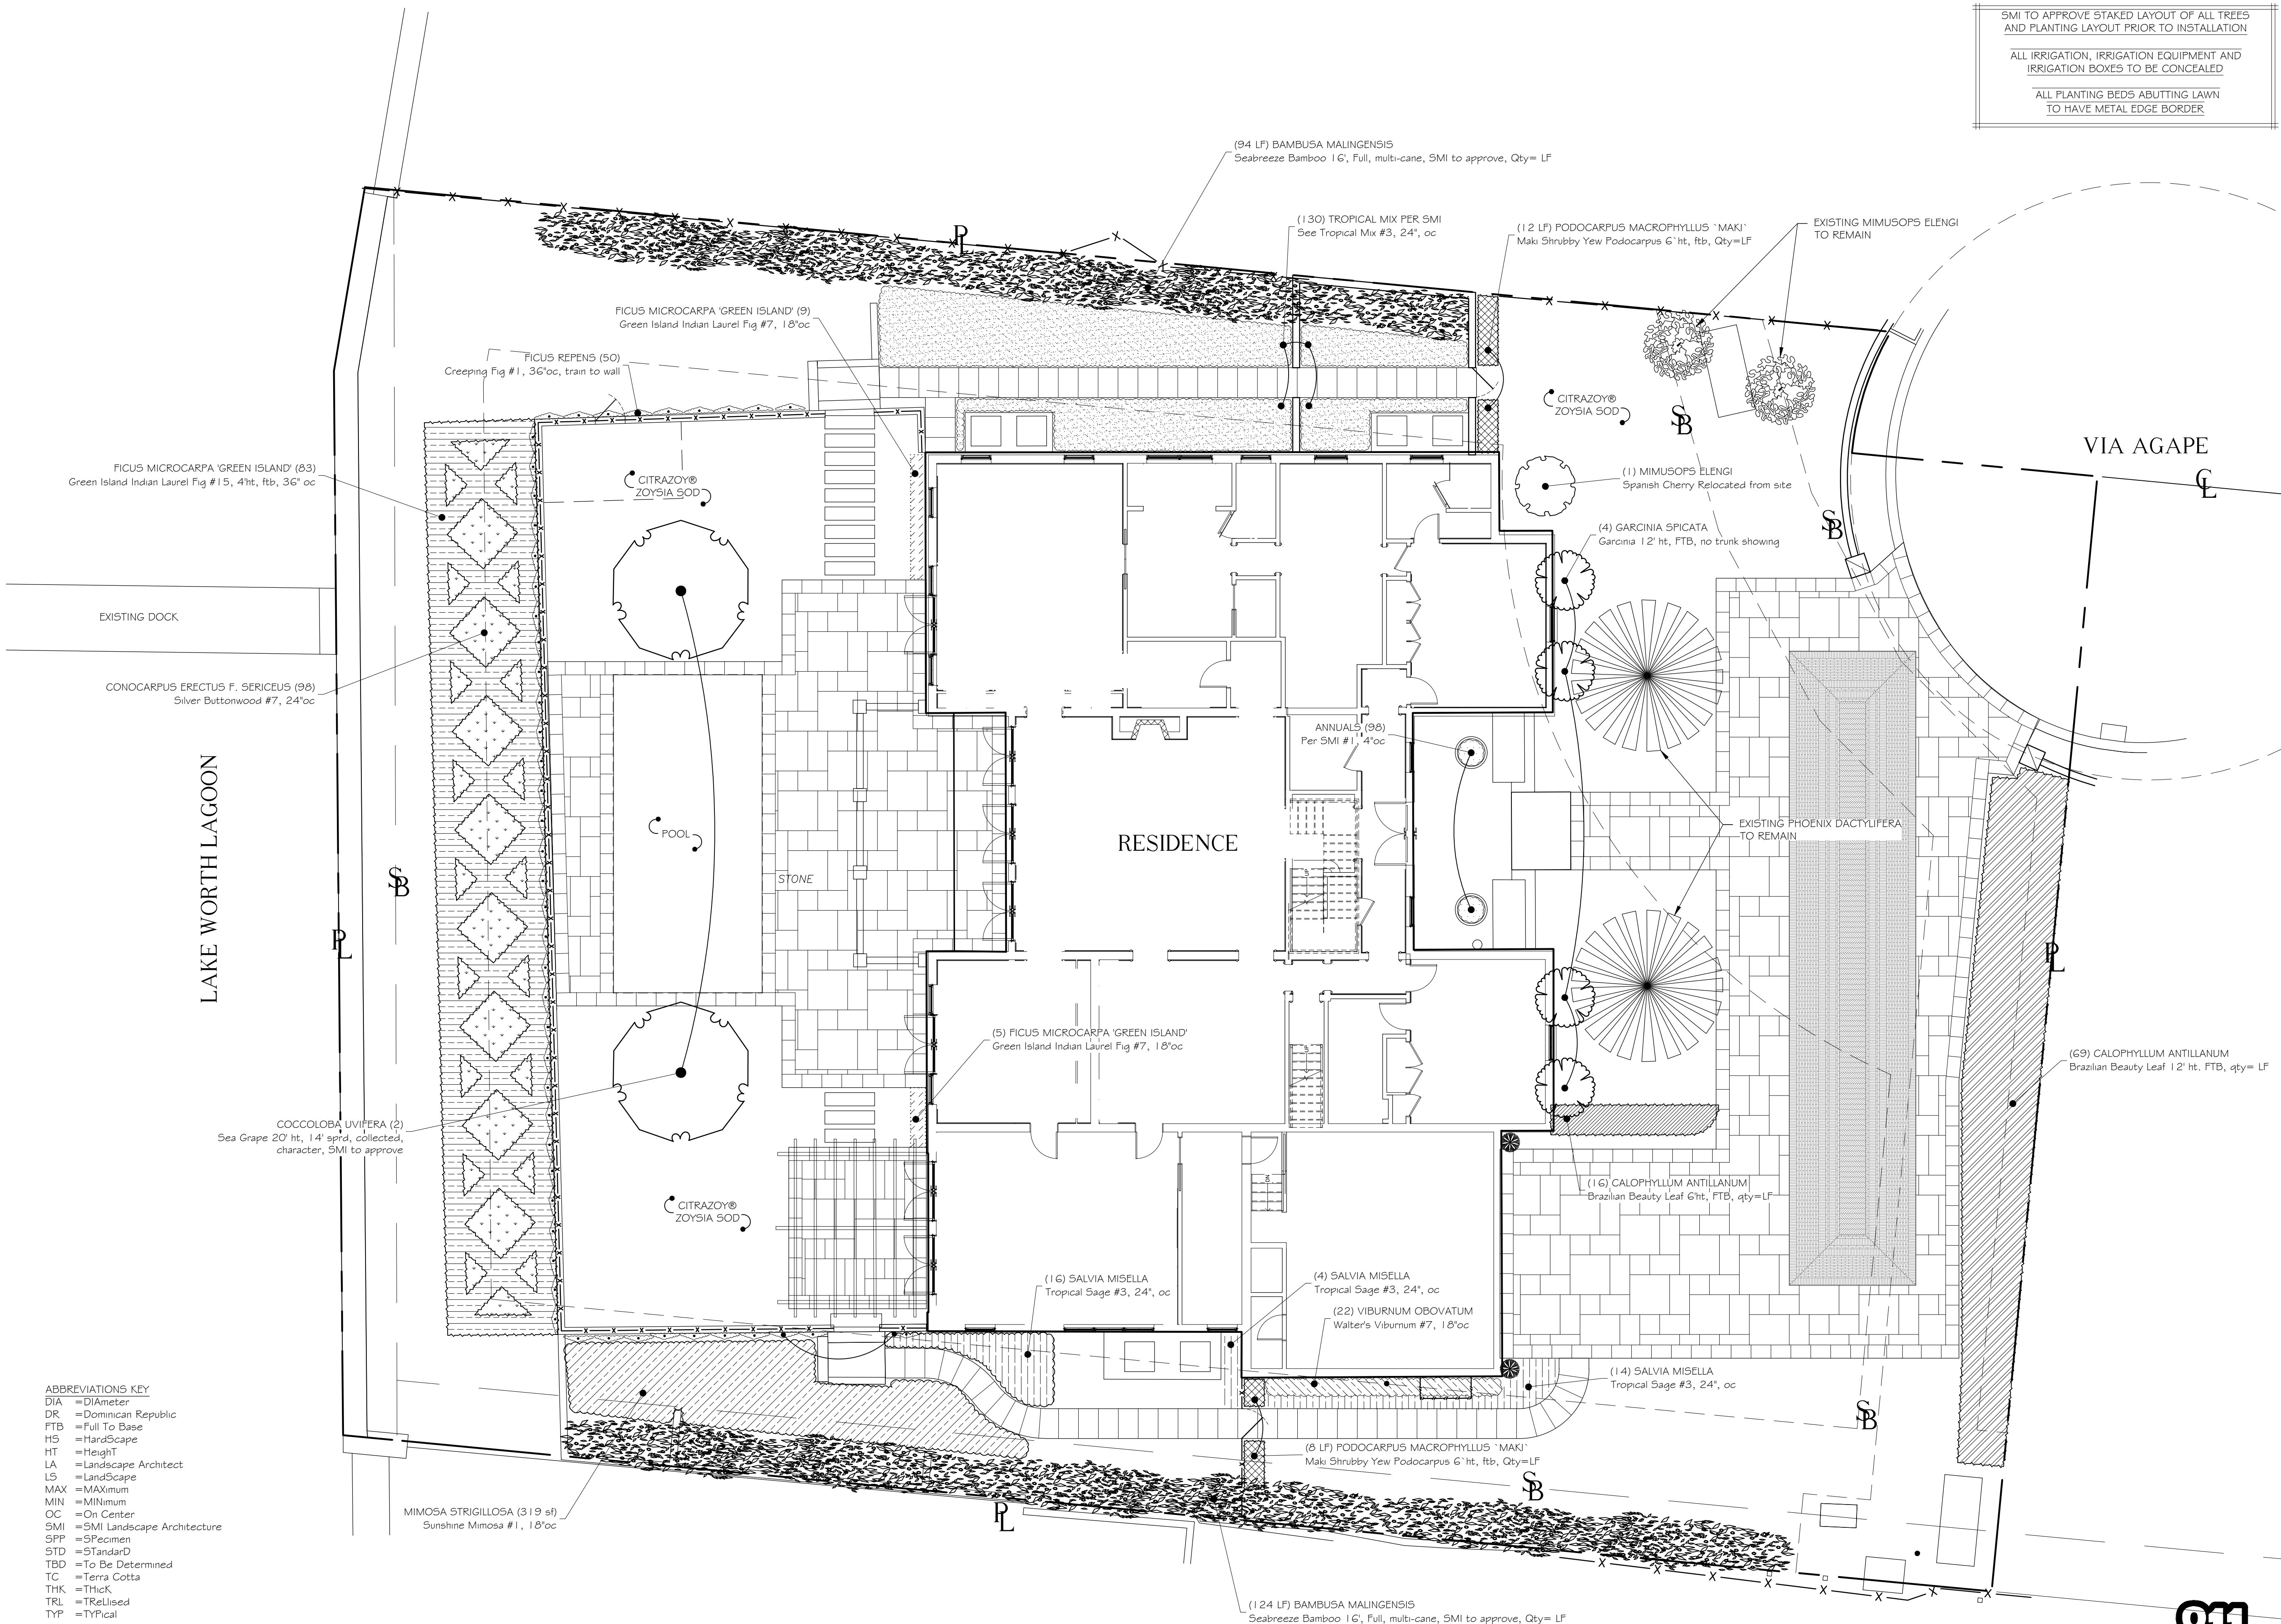 SMI TO APPROVE STAKED LAYOUT OF ALL TREES
AND PLANTING LAYOUT PRIOR TO INSTALLATION
ALL IRRIGATION, IRRIGATION EQUIPMENT AND
IRRIGATION BOXES TO BE CONCEALED
ALL PLANTING BEDS ABUTTING LAWN
TO HAVE METAL EDGE BORDER
(94 LF) BAMBUSA MALINGENSIS
Seabreeze Bamboo 16', Full, multi-cane, SMI to approve, Qty= LF
(130) TROPICAL MIX PER SMI
See Tropical Mix #3, 24", oc
(12 LF) PODOCARPUS MACROPHYLLUS `MAKI`
Maki Shrubby Yew Podocarpus 6`ht, ftb, Qty=LF
EXISTING MIMUSOPS ELENGI
TO REMAIN
PL
FICUS MICROCARPA 'GREEN ISLAND' (9)
Green Island Indian Laurel Fig #7, 18"oc
FICUS REPENS (50)
Creeping Fig #1, 36"oc, train to wall
CITRAZOY®
ZOYSIA SOD
SB
VIA AGAPE
CL
FICUS MICROCARPA 'GREEN ISLAND' (83)
Green Island Indian Laurel Fig #15, 4'ht, ftb, 36" oc
CITRAZOY®
ZOYSIA SOD
(1) MIMUSOPS ELENGI
Spanish Cherry Relocated from site
SB
(4) GARCINIA SPICATA
Garcinia 12' ht, FTB, no trunk showing
EXISTING DOCK
CONOCARPUS ERECTUS F. SERICEUS (98)
Silver Buttonwood #7, 24"oc
ANNUALS (98)
Per SMI #1, 4"oc
LAKE WORTH LAGOON
POOL
RESIDENCE
EXISTING PHOENIX DACTYLIFERA
TO REMAIN
STONE
SB
PL
PL
(5) FICUS MICROCARPA 'GREEN ISLAND'
Green Island Indian Laurel Fig #7, 18"oc
(69) CALOPHYLLUM ANTILLANUM
Brazilian Beauty Leaf 12' ht. FTB, qty= LF
COCCOLOBA UVIFERA (2)
Sea Grape 20' ht, 14' sprd, collected,
character, SMI to approve
(16) CALOPHYLLUM ANTILLANUM
Brazilian Beauty Leaf 6'ht, FTB, qty=LF
CITRAZOY®
ZOYSIA SOD
(16) SALVIA MISELLA
Tropical Sage #3, 24", oc
(4) SALVIA MISELLA
Tropical Sage #3, 24", oc
(22) VIBURNUM OBOVATUM
Walter's Viburnum #7, 18"oc
(14) SALVIA MISELLA
Tropical Sage #3, 24", oc
SB
ABBREVIATIONS KEY
DIA =DIAmeter
DR =Dominican Republic
FTB =Full To Base
HS =HardScape
HT =HeighT
LA =Landscape Architect
LS =LandScape
MAX =MAXimum
MIN =MINimum
OC =On Center
SMI =SMI Landscape Architecture
SPP =SPecimen
STD =STandarD
TBD =To Be Determined
TC =Terra Cotta
THK =THicK
TRL =TReLlised
TYP =TYPical
(8 LF) PODOCARPUS MACROPHYLLUS `MAKI`
Maki Shrubby Yew Podocarpus 6`ht, ftb, Qty=LF
SB
PL
MIMOSA STRIGILLOSA (319 sf)
Sunshine Mimosa #1, 18"oc
(124 LF) BAMBUSA MALINGENSIS
Seabreeze Bamboo 16', Full, multi-cane, SMI to approve, Qty= LF